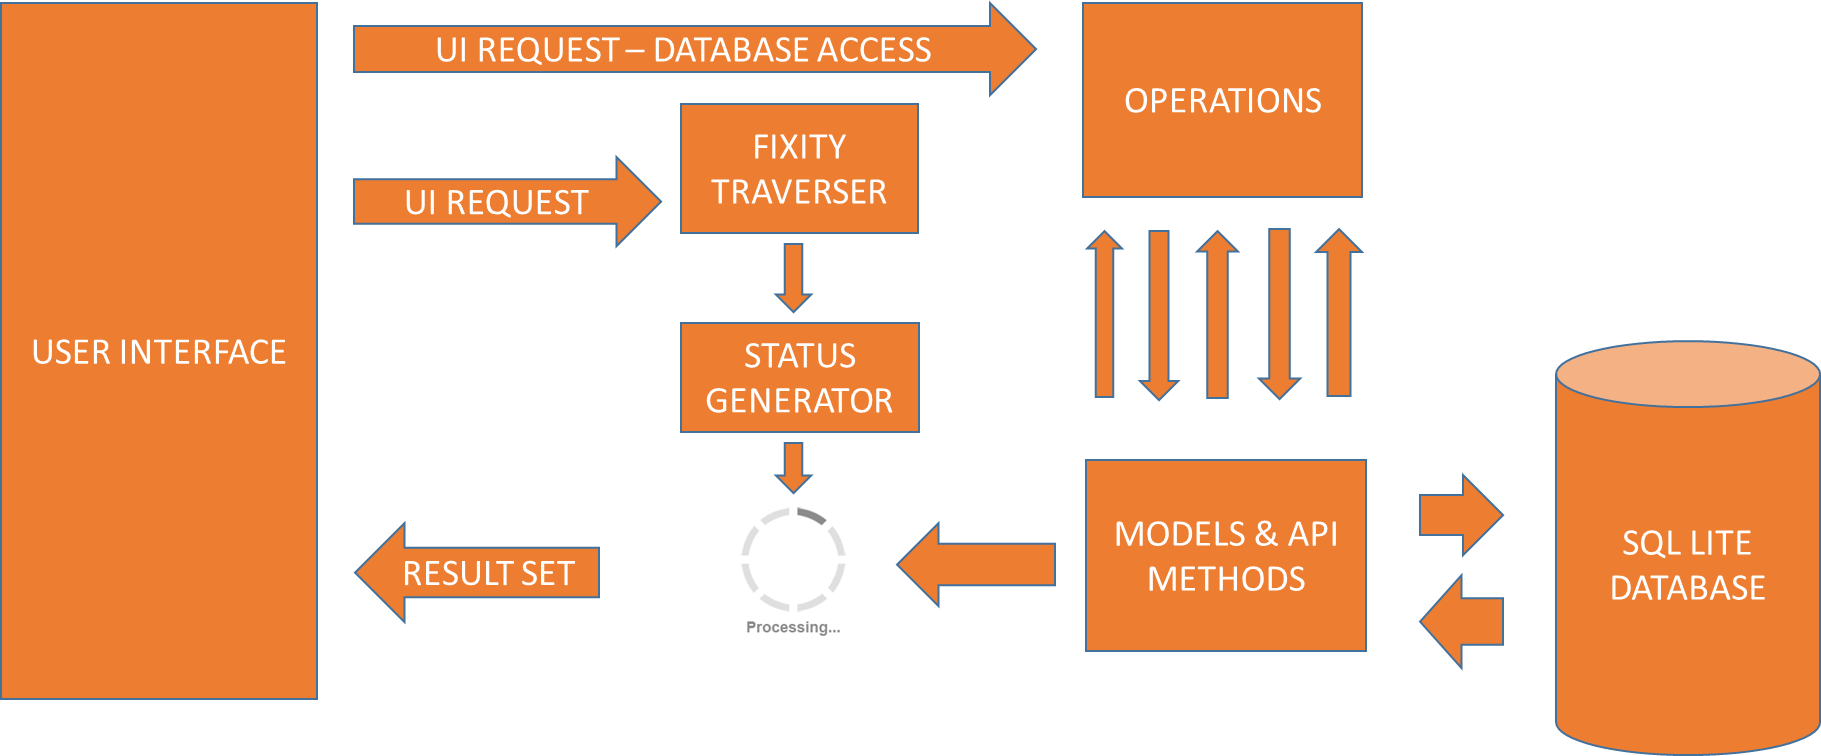 UI REQUEST – DATABASE ACCESS
OPERATIONS
FIXITY
TRAVERSER
UI REQUEST
USER INTERFACE
STATUS
GENERATOR
MODELS & API
METHODS
SQL LITE
DATABASE
RESULT SET
Processing...